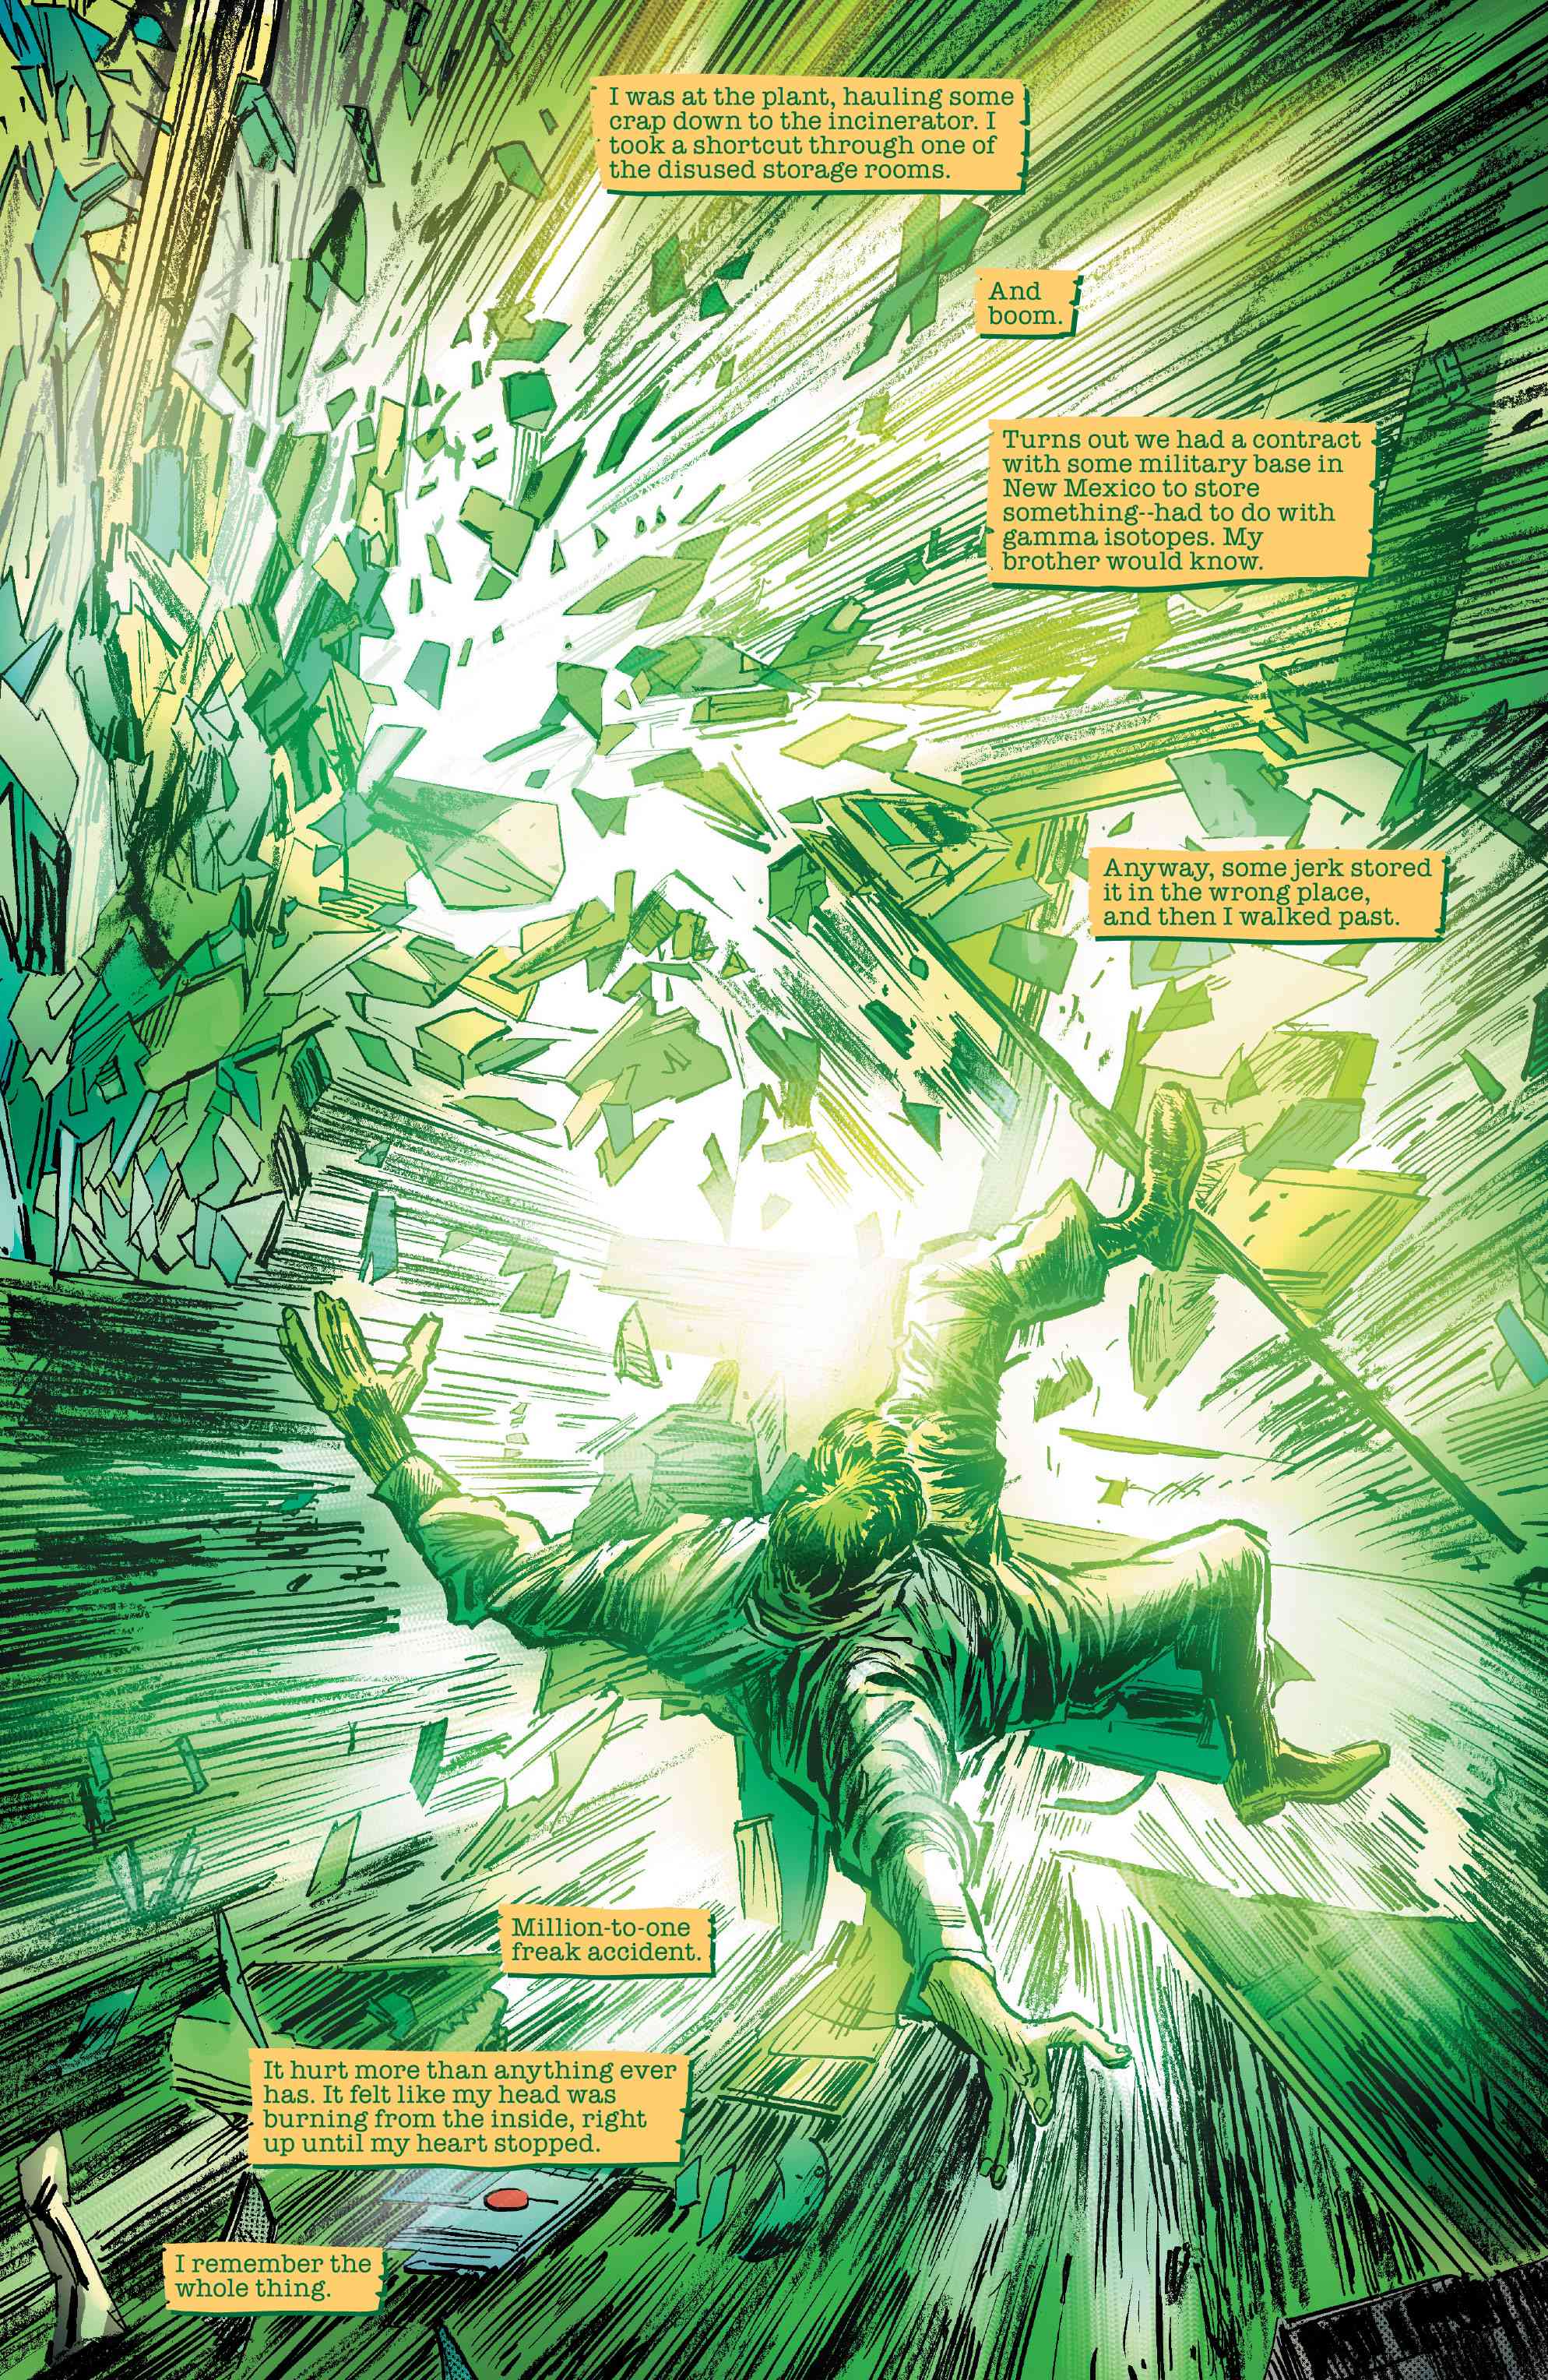 I was at the plant, hauling some
crap down to the incinerator. I
took a shortcut through one of
the disused storage rooms.
And
boom.
Turns out we had a contract
with some military base in
New Mexico to store
something--had to do with
gamma isotopes. My
brother would know.
Anyway, some jerk stored
it in the wrong place,
and then I walked past.
Million-to-one
freak accident.
It hurt more than anything ever
has. It felt like my head was
burning from the inside, right
up until my heart stopped.
I remember the
whole thing.